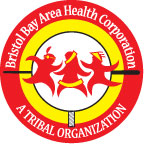 Bristol Bay Area Health Corporation
A TRIBAL ORGANIZATION